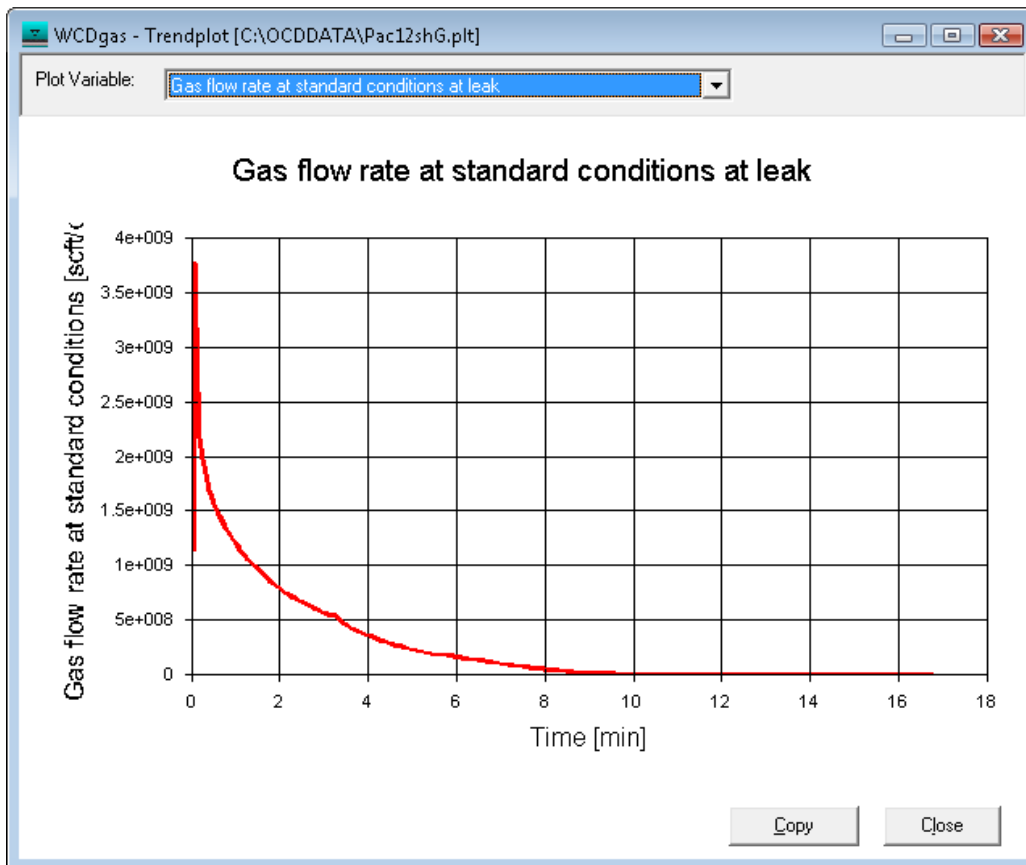 WCDgas - Trendplot [C:\OCDDATA\Pac12shG.plt]
Plot Variable:
Gas flow rate at standard conditions at leak
Gas flow rate at standard conditions at leak
Gas flow rate at standard conditions
4e+009
3.5e+009
3e+009
2.5e+009
2e+009
1.5e+009
1e+009
5e+008
0
0 2 4 6 8 10 12 14 16 18
Time [min]
Copy Close